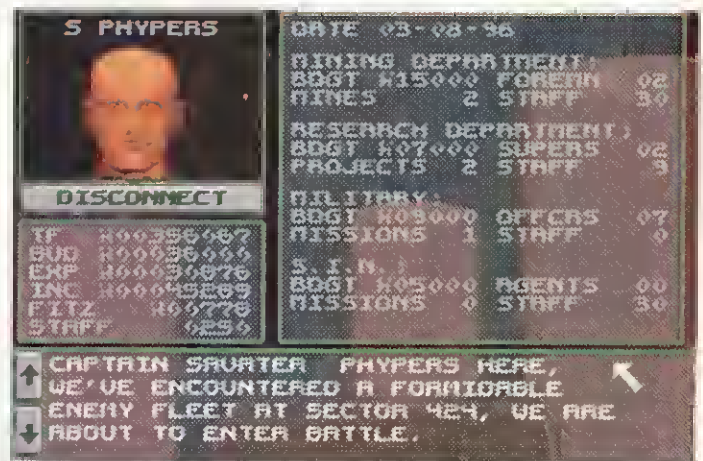 S PHYPERS
DISCONNECT
DATE 03-08-96
MINING DEPARTMENT:
BDGT 15000 FOREMN 02
MINES 2 STAFF 30
RESEARCH DEPARTMENT:
BDGT 07000 SUPERS 02
PROJECTS 2 STAFF 3
MILITARY:
BDGT 09000 OFFCRS 07
MISSIONS 1 STAFF 0
S.I.N.:
BDGT 05000 AGENTS 00
MISSIONS 0 STAFF 30
TF
BUD
EXP
INC
FITZ
STAFF
CAPTAIN SAVATER PHYPERS HERE,
WE'VE ENCOUNTERED A FORMIDABLE
ENEMY FLEET AT SECTOR 424, WE ARE
ABOUT TO ENTER BATTLE.